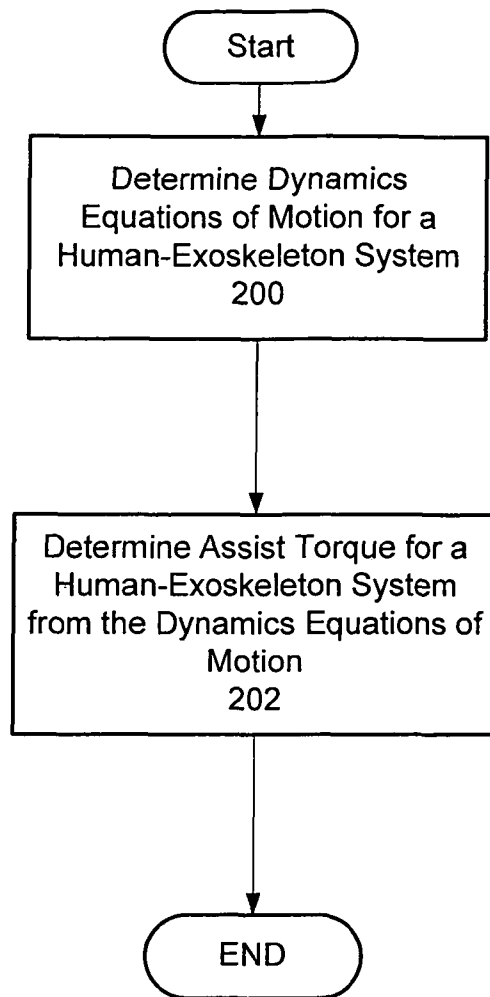 Start
Determine Dynamics
Equations of Motion for a
Human-Exoskeleton System
200
Determine Assist Torque for a
Human-Exoskeleton System
from the Dynamics Equations of
Motion
202
END